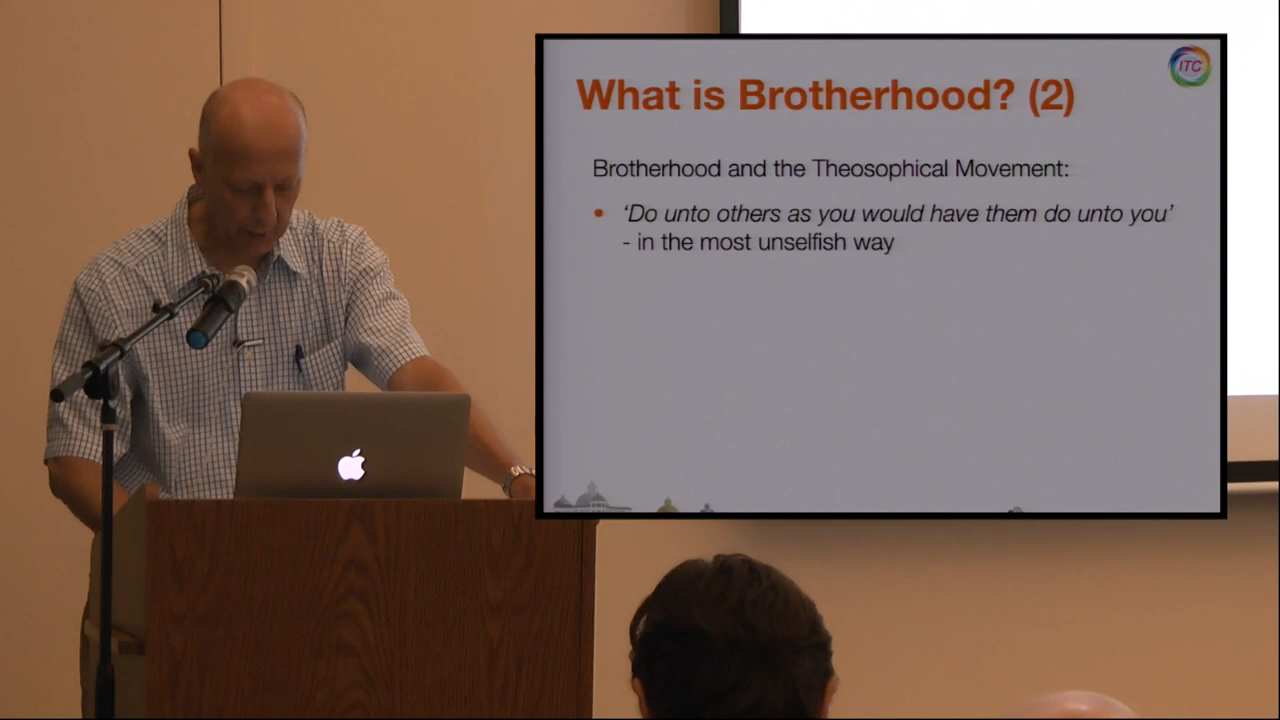 What is Brotherhood? (2)
ITC
Brotherhood and the Theosophical Movement:
• 'Do unto others as you would have them do unto you'
- in the most unselfish way